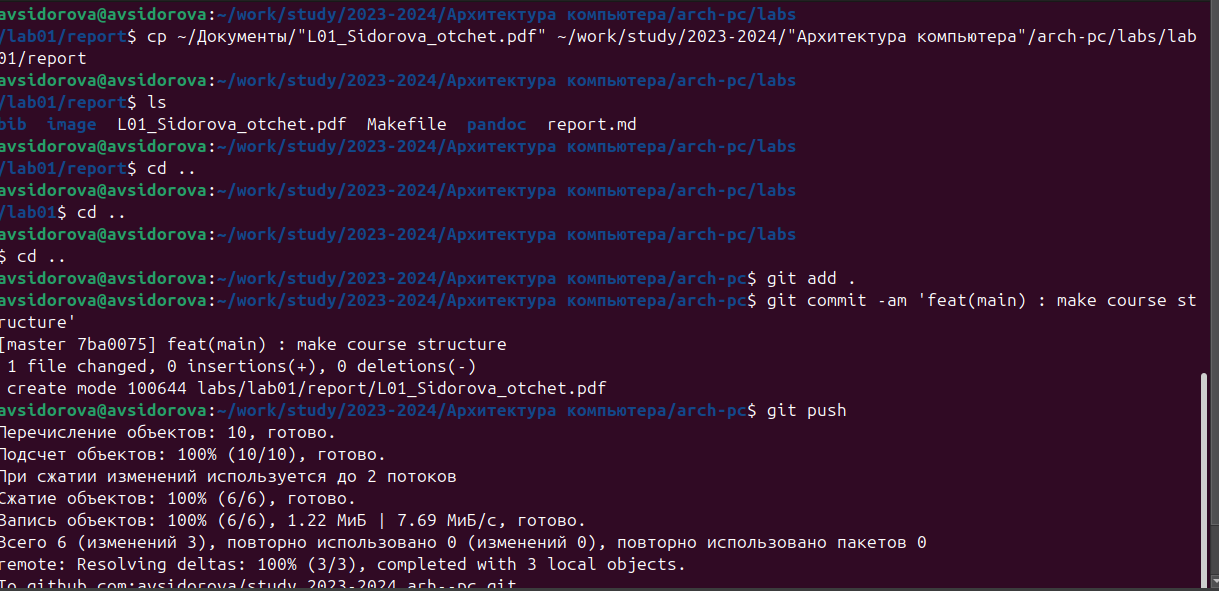 avsidorova@avsidorova:~/work/study/2023-2024/Архитектура компьютера/arch-pc/labs
/lab01/report$ cp ~/Документы/"L01_Sidorova_otchet.pdf" ~/work/study/2023-2024/"Архитектура компьютера"/arch-pc/labs/lab
01/report
avsidorova@avsidorova:~/work/study/2023-2024/Архитектура компьютера/arch-pc/labs
/lab01/report$ ls
bib  image  L01_Sidorova_otchet.pdf  Makefile  pandoc  report.md
avsidorova@avsidorova:~/work/study/2023-2024/Архитектура компьютера/arch-pc/labs
/lab01/report$ cd ..
avsidorova@avsidorova:~/work/study/2023-2024/Архитектура компьютера/arch-pc/labs
/lab01$ cd ..
avsidorova@avsidorova:~/work/study/2023-2024/Архитектура компьютера/arch-pc/labs
$ cd ..
avsidorova@avsidorova:~/work/study/2023-2024/Архитектура компьютера/arch-pc$ git add .
avsidorova@avsidorova:~/work/study/2023-2024/Архитектура компьютера/arch-pc$ git commit -am 'feat(main) : make course st
ructure'
[master 7ba0075] feat(main) : make course structure
 1 file changed, 0 insertions(+), 0 deletions(-)
 create mode 100644 labs/lab01/report/L01_Sidorova_otchet.pdf
avsidorova@avsidorova:~/work/study/2023-2024/Архитектура компьютера/arch-pc$ git push
Перечисление объектов: 10, готово.
Подсчет объектов: 100% (10/10), готово.
При сжатии изменений используется до 2 потоков
Сжатие объектов: 100% (6/6), готово.
Запись объектов: 100% (6/6), 1.22 МиБ | 7.69 МиБ/с, готово.
Всего 6 (изменений 3), повторно использовано 0 (изменений 0), повторно использовано пакетов 0
remote: Resolving deltas: 100% (3/3), completed with 3 local objects.
To github.com:avsidorova/study_2023-2024_arh--pc.git